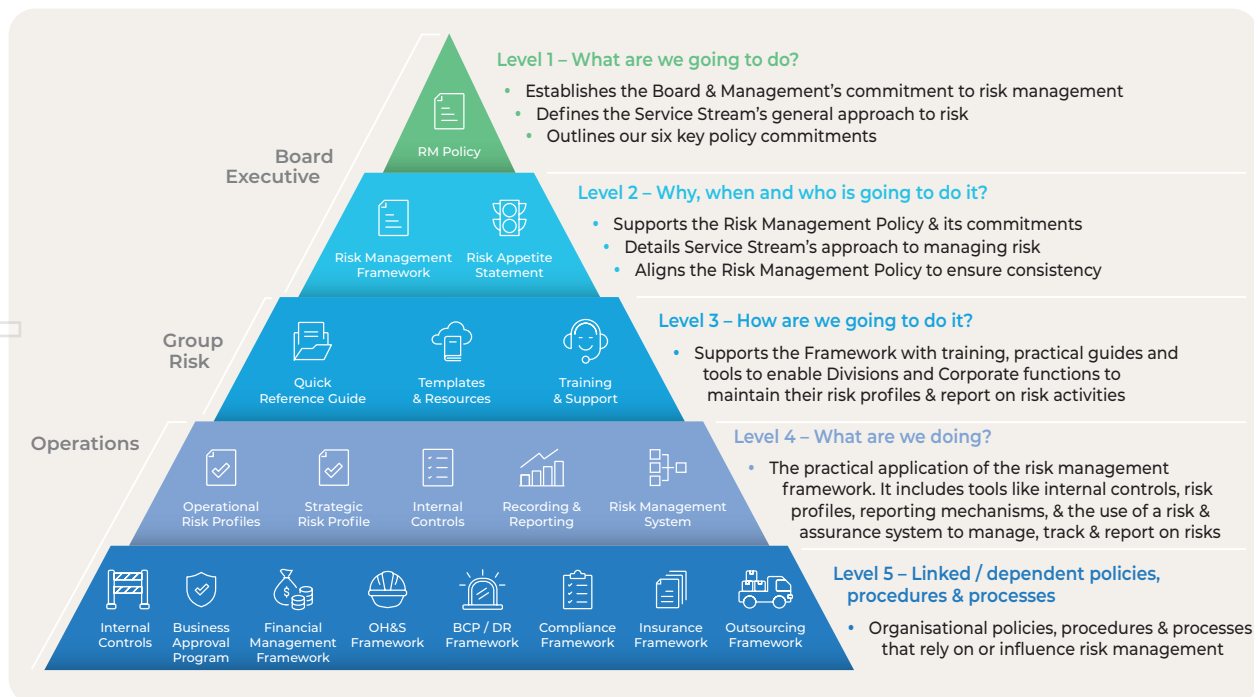 Level 1 – What are we going to do?
• Establishes the Board & Management's commitment to risk management
• Defines the Service Stream's general approach to risk
• Outlines our six key policy commitments
RM Policy
Board
Executive
Level 2 – Why, when and who is going to do it?
• Supports the Risk Management Policy & its commitments
• Details Service Stream's approach to managing risk
• Aligns the Risk Management Policy to ensure consistency
Risk Management
Framework
Risk Appetite
Statement
Group
Risk
Level 3 – How are we going to do it?
• Supports the Framework with training, practical guides and
tools to enable Divisions and Corporate functions to
maintain their risk profiles & report on risk activities
Quick
Reference Guide
Templates
& Resources
Training
& Support
Operations
Level 4 – What are we doing?
• The practical application of the risk management
framework. It includes tools like internal controls, risk
profiles, reporting mechanisms, & the use of a risk &
assurance system to manage, track & report on risks
Operational
Risk Profiles
Strategic
Risk Profile
Internal
Controls
Recording &
Reporting
Risk Management
System
Level 5 – Linked / dependent policies,
procedures & processes
• Organisational policies, procedures & processes
that rely on or influence risk management
Internal
Controls
Business
Approval
Program
$
Financial
Management
Framework
OH&S
Framework
BCP / DR
Framework
Compliance
Framework
Insurance
Framework
Outsourcing
Framework